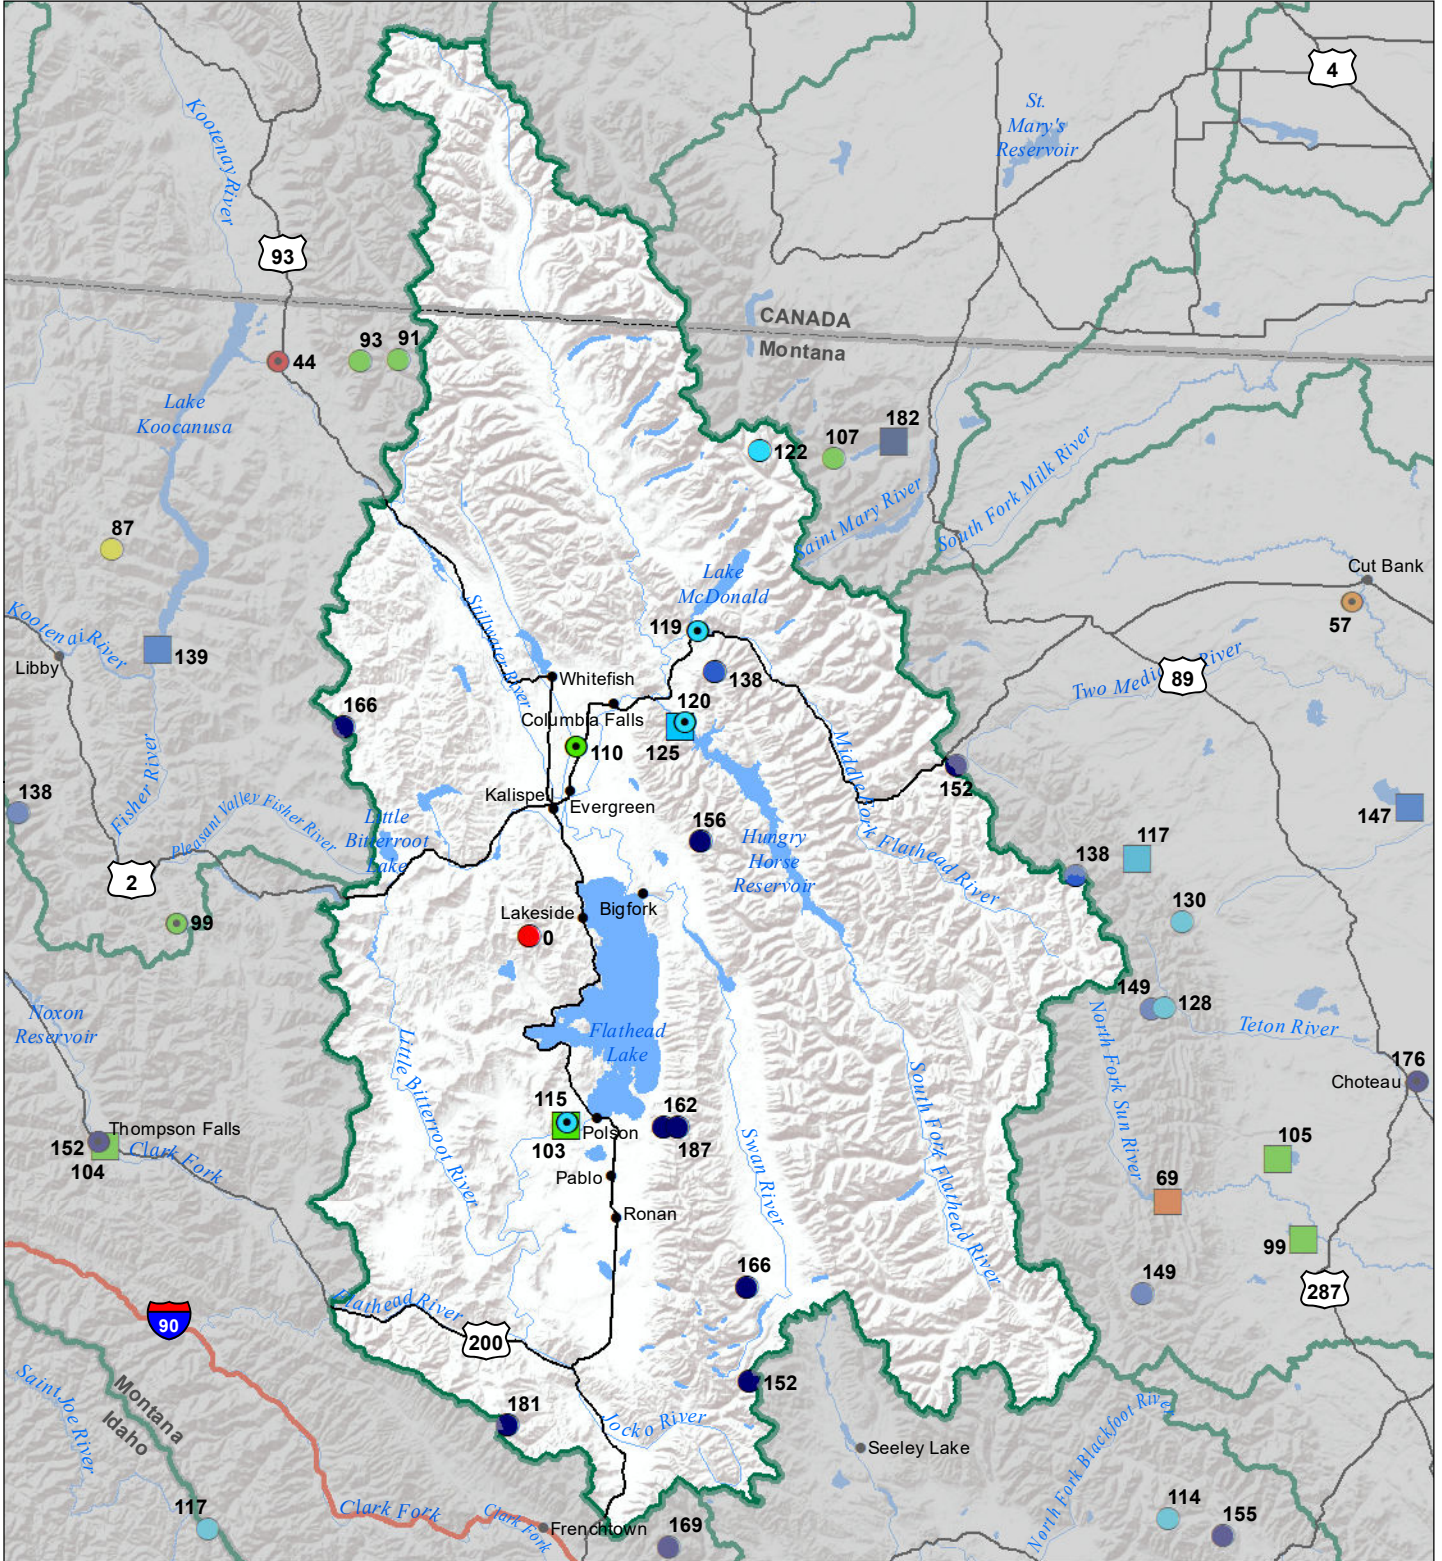 4
St.
Mary's
Reservoir
Kootenay River
93
CANADA
Montana
93
91
44
Lake
Koocanusa
182
107
122
South Fork Milk River
Saint Mary River
87
Cut Bank
57
Lake
McDonald
Stillwater River
Kootenai River
Libby
139
119
138
Whitefish
Two Medicine River
89
120
Columbia Falls
125
166
110
Middle Fork Flathead River
152
Fisher River
138
Kalispell
Evergreen
147
Pleasant Valley Fisher River
Little
Bitterroot
Lake
156
Hungry
Horse
Reservoir
117
138
2
130
99
Lakeside
Bigfork
0
149
128
Noxon
Reservoir
Flathead
Lake
North Fork Sun River
Teton River
Little Bitterroot River
South Fork Flathead River
176
Choteau
115
103
Polson
162
187
Thompson Falls
152
104
Clark Fork
Swan River
105
Pablo
69
Ronan
99
166
149
287
Flathead River
90
200
Saint Joe River
Montana
Idaho
152
181
Jocko River
Seeley Lake
North Fork Blackfoot River
117
Clark Fork
Clark Fork
Frenchtown
169
114
155